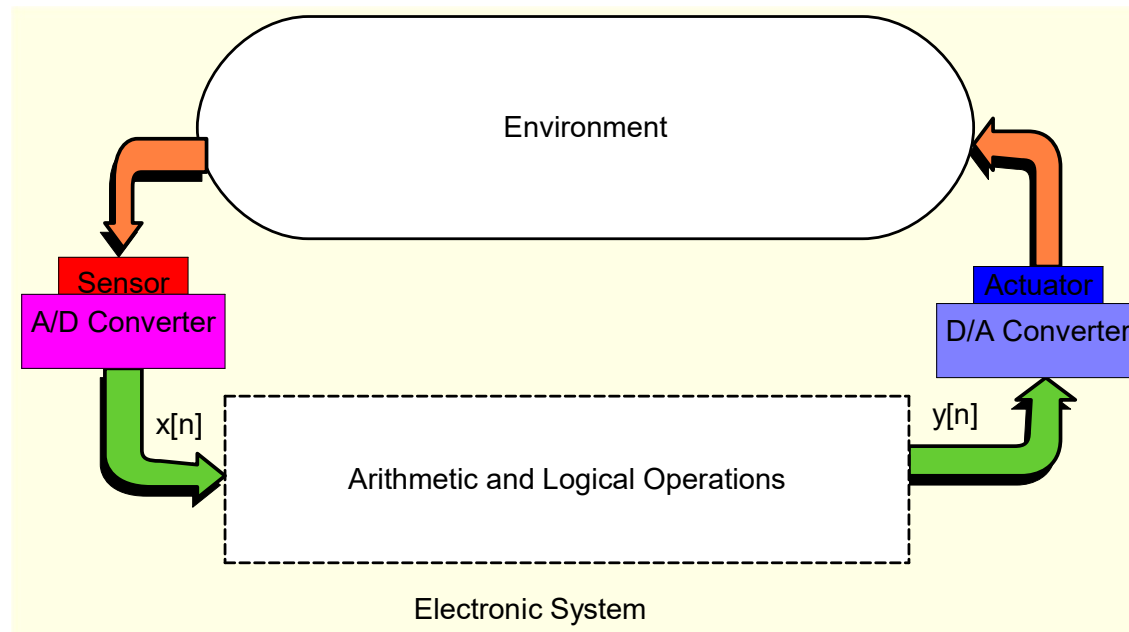 Environment
Sensor
Actuator
A/D Converter
D/A Converter
x[n]
y[n]
Arithmetic and Logical Operations
Electronic System